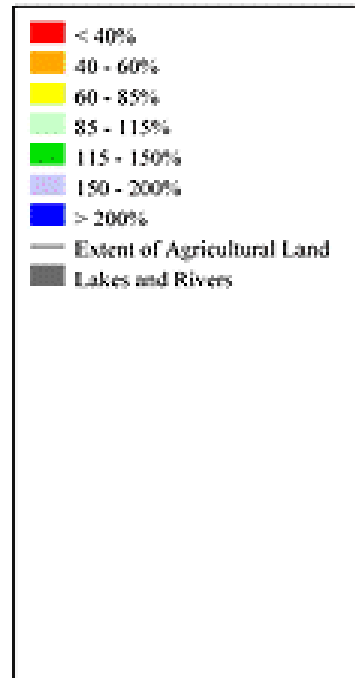 < 40%
40 - 60%
60 - 85%
85 - 115%
115 - 150%
150 - 200%
> 200%
Extent of Agricultural Land
Lakes and Rivers